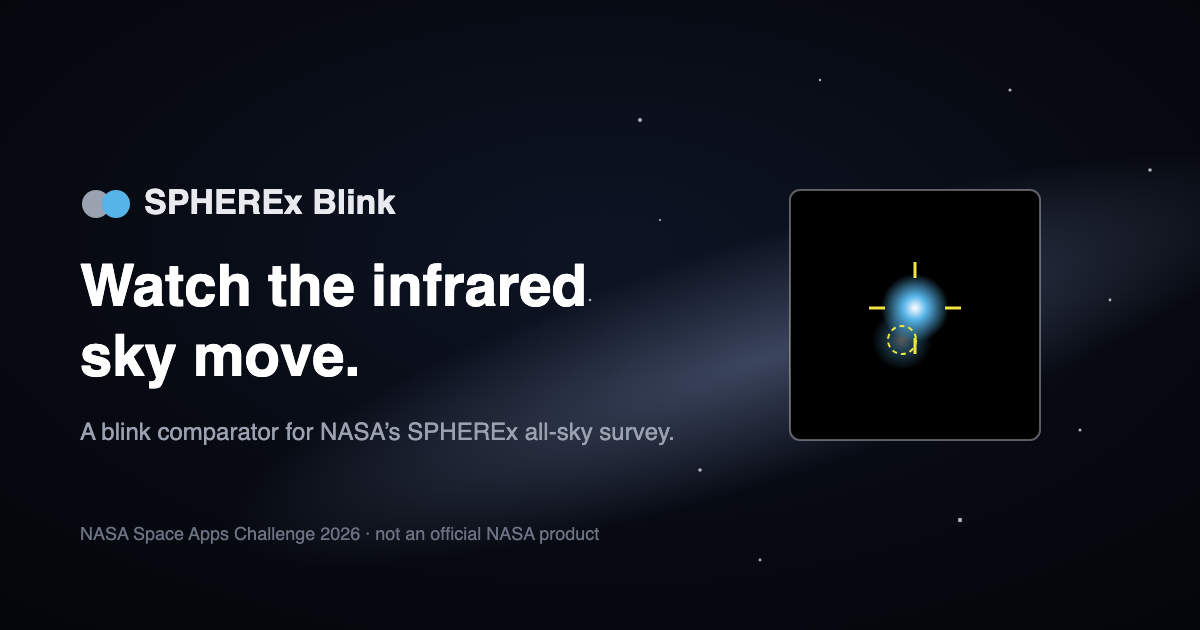 SPHEREx Blink
Watch the infrared
sky move.
A blink comparator for NASA’s SPHEREx all-sky survey.
NASA Space Apps Challenge 2026 · not an official NASA product